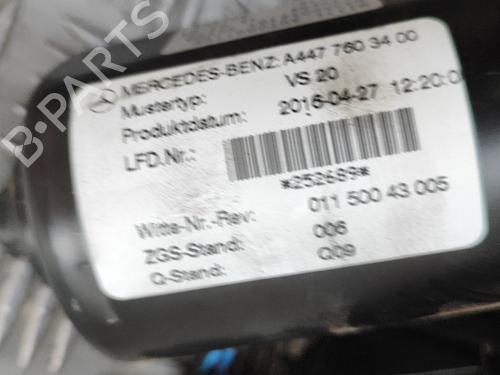 MERCEDES-BENZ: A447 760 34 00
Mustertyp: VS 20
Produktdatum: 2016-04-27 12:20:0
LFD.Nr.:
*252689*
Witte-Nr.-Rev: 011 500 43 005
ZGS-Stand: 006
Q-Stand: Q09
B-PARTS